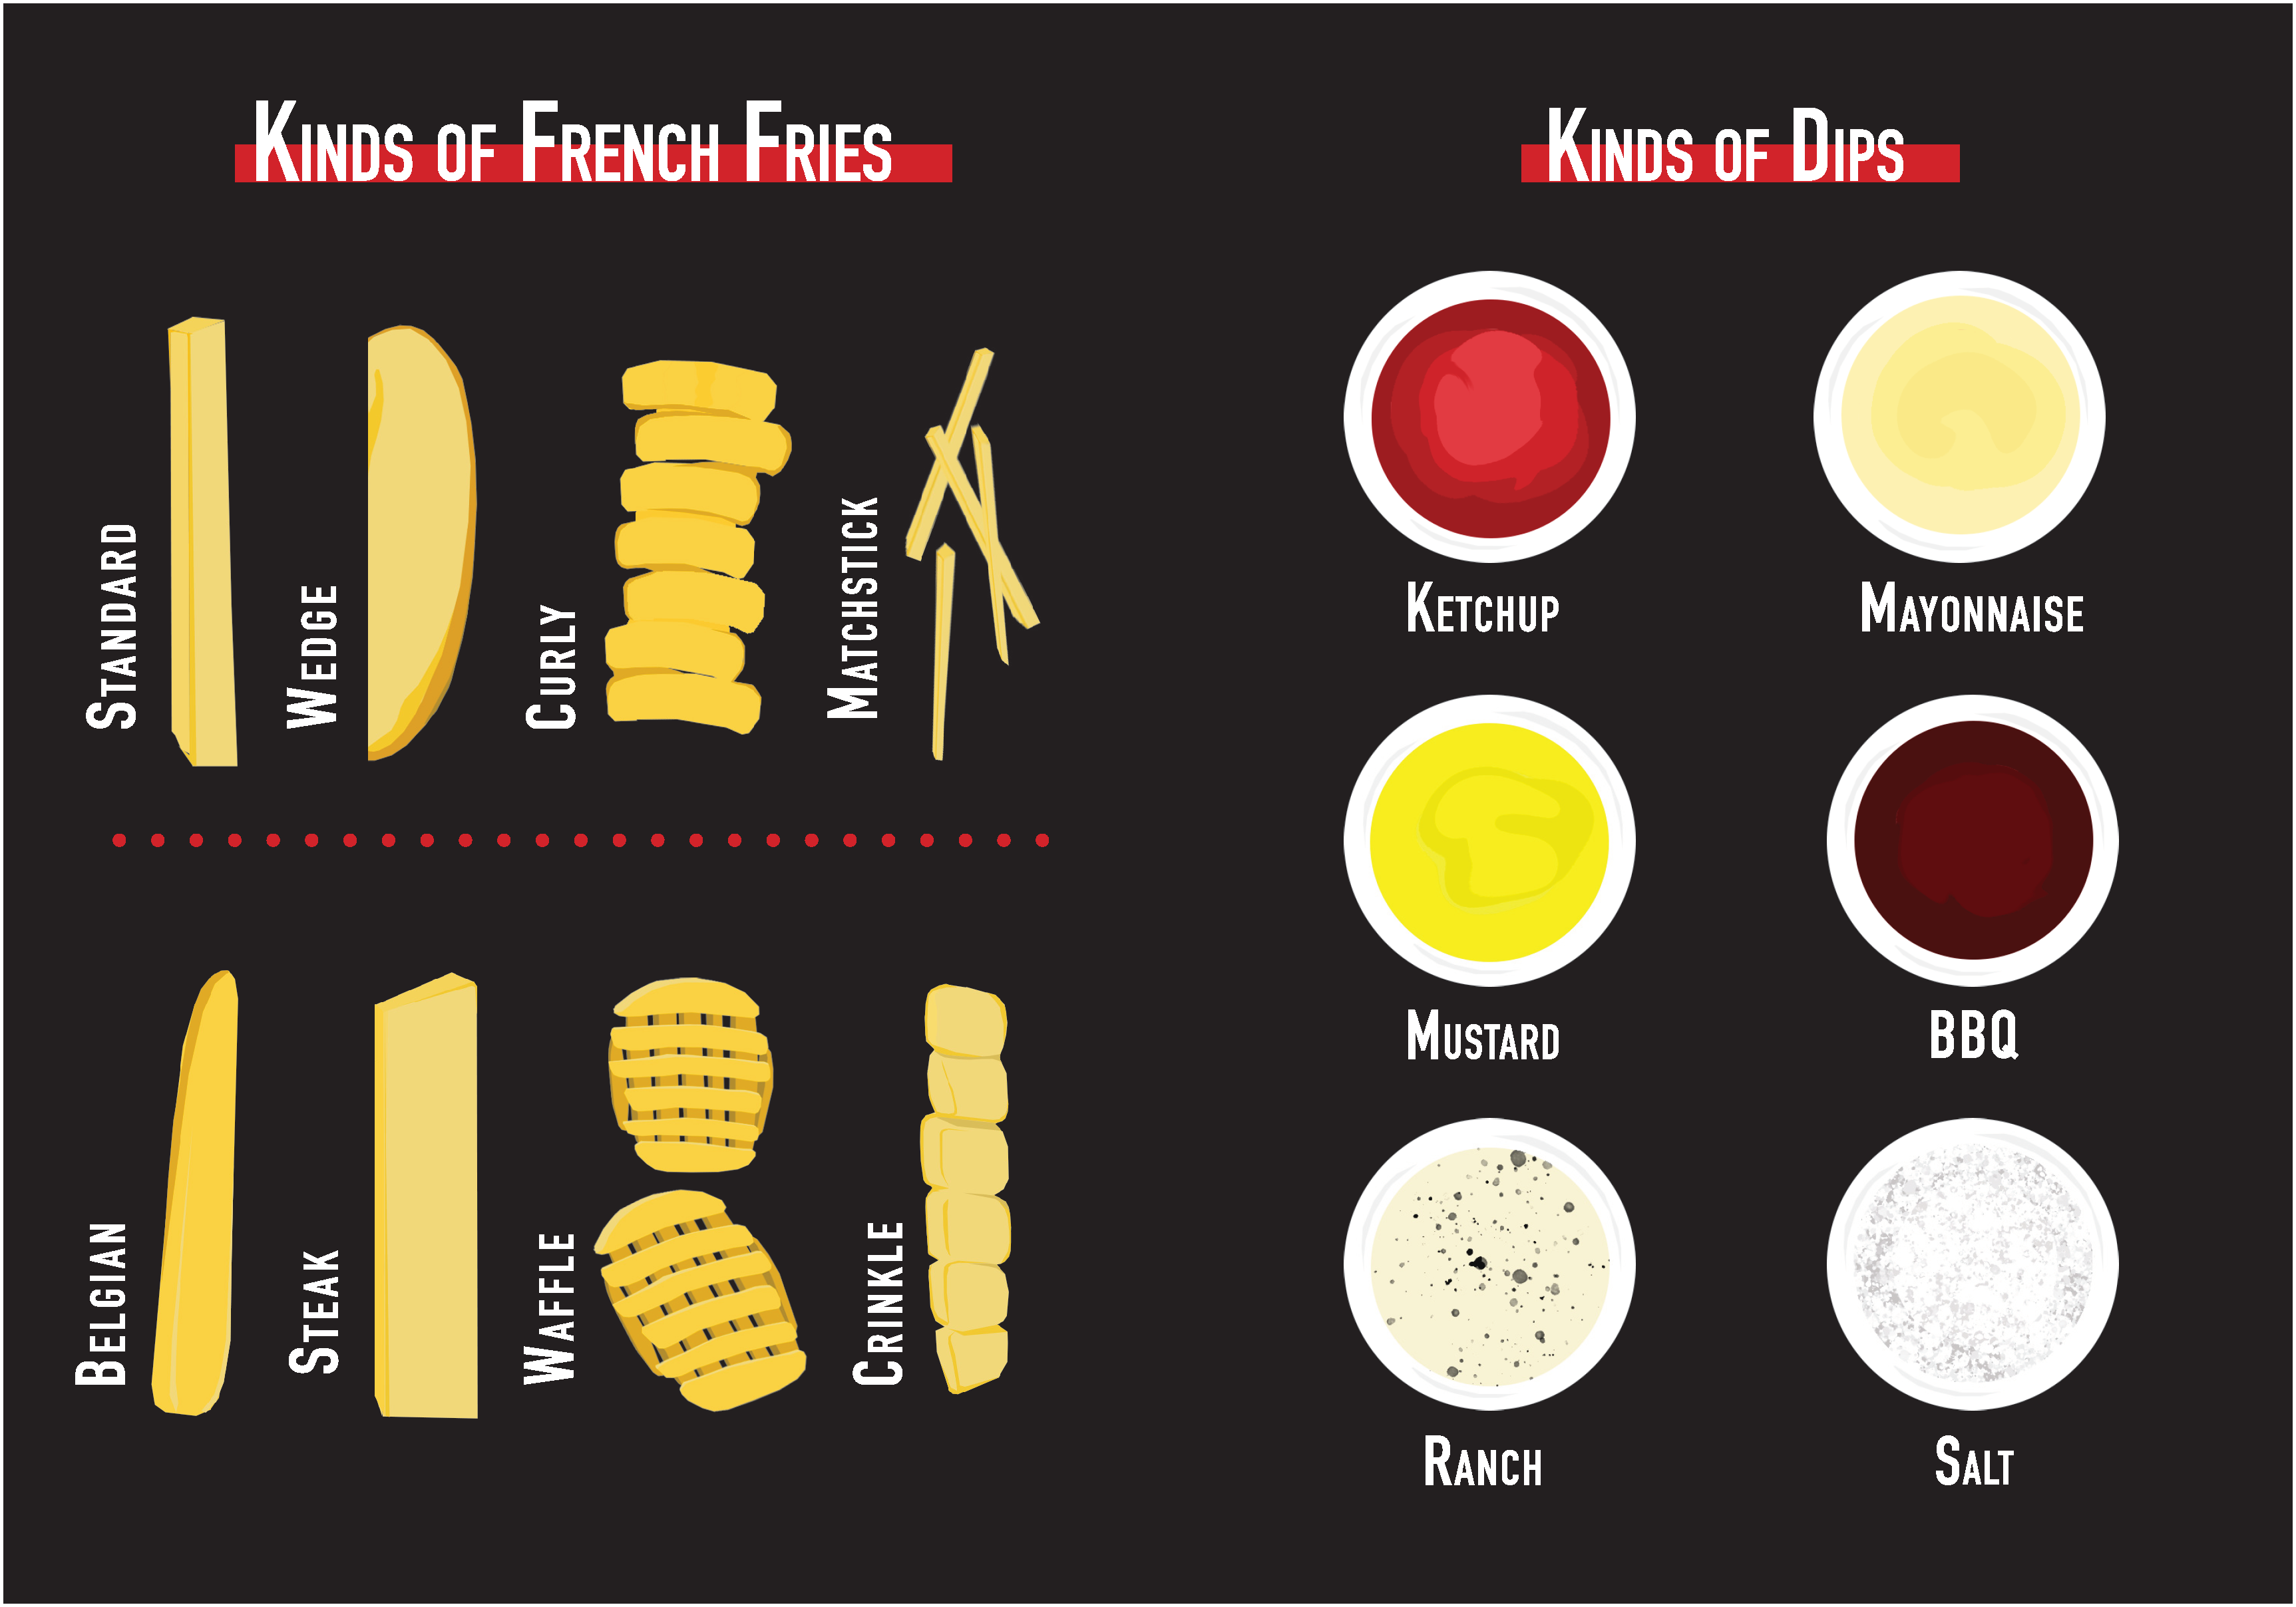 Kinds of French Fries
Standard
Wedge
Curly
Matchstick
Belgian
Steak
Waffle
Crinkle
Kinds of Dips
Ketchup
Mayonnaise
Mustard
BBQ
Ranch
Salt